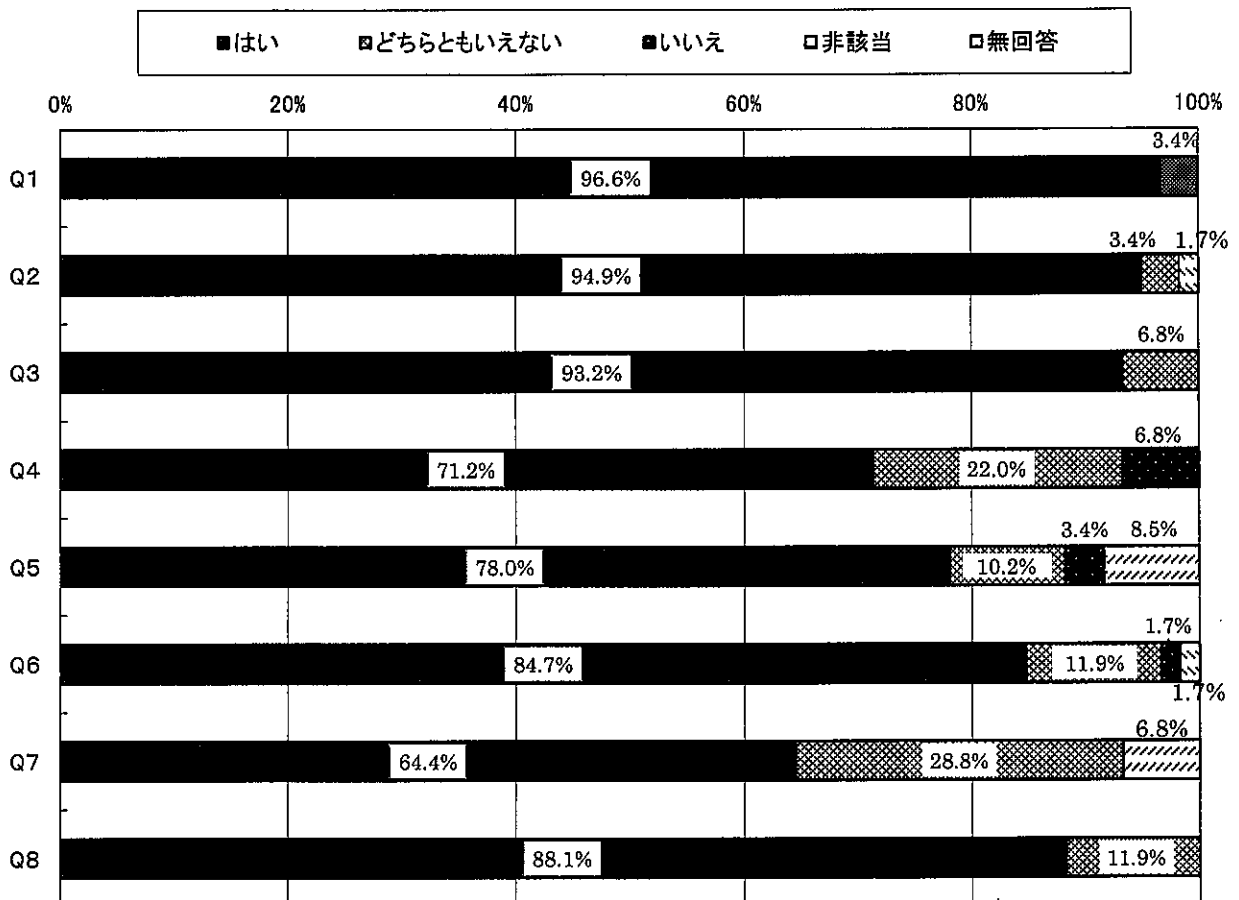 ■はい ▩どちらともいえない ■いいえ □非該当 □無回答
0% 20% 40% 60% 80% 100%
3.4%
Q1 96.6%
3.4% 1.7%
Q2 94.9%
6.8%
Q3 93.2%
6.8%
Q4 71.2% 22.0%
3.4% 8.5%
Q5 78.0% 10.2%
1.7%
Q6 84.7% 11.9%
1.7%
6.8%
Q7 64.4% 28.8%
Q8 88.1% 11.9%